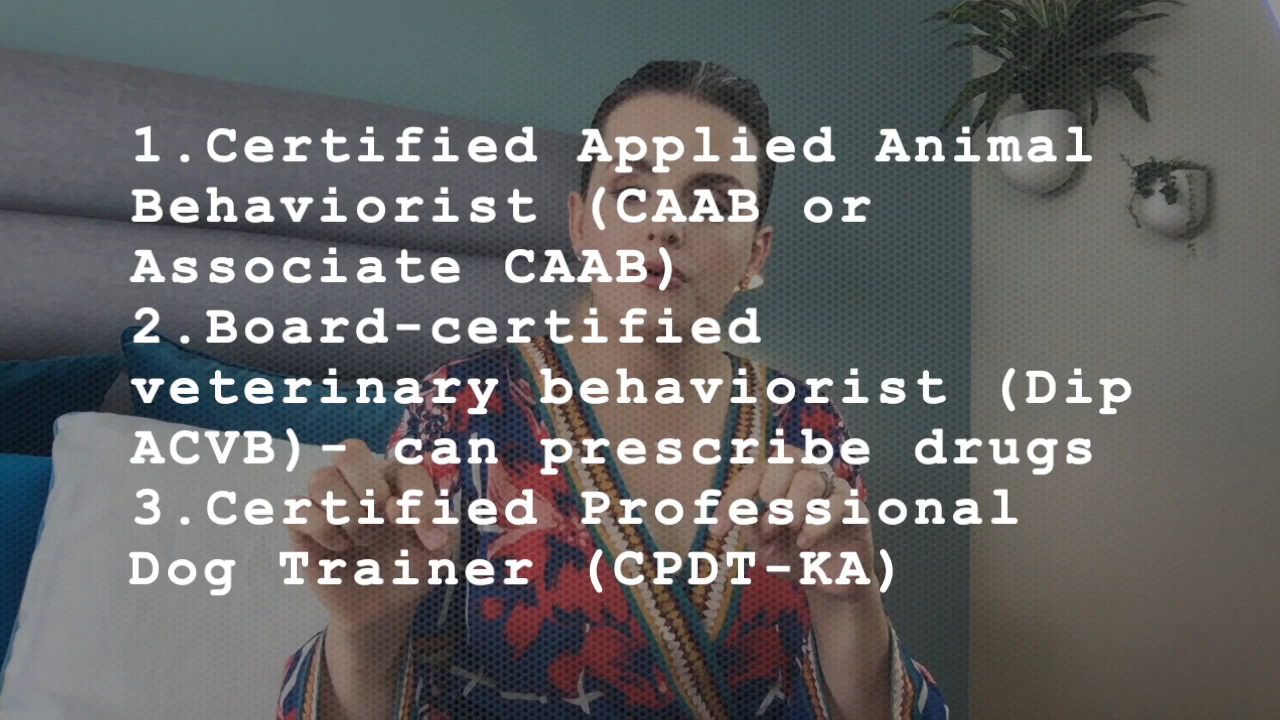 1.Certified Applied Animal
Behaviorist (CAAB or
Associate CAAB)
2.Board-certified
veterinary behaviorist (Dip
ACVB)- can prescribe drugs
3.Certified Professional
Dog Trainer (CPDT-KA)